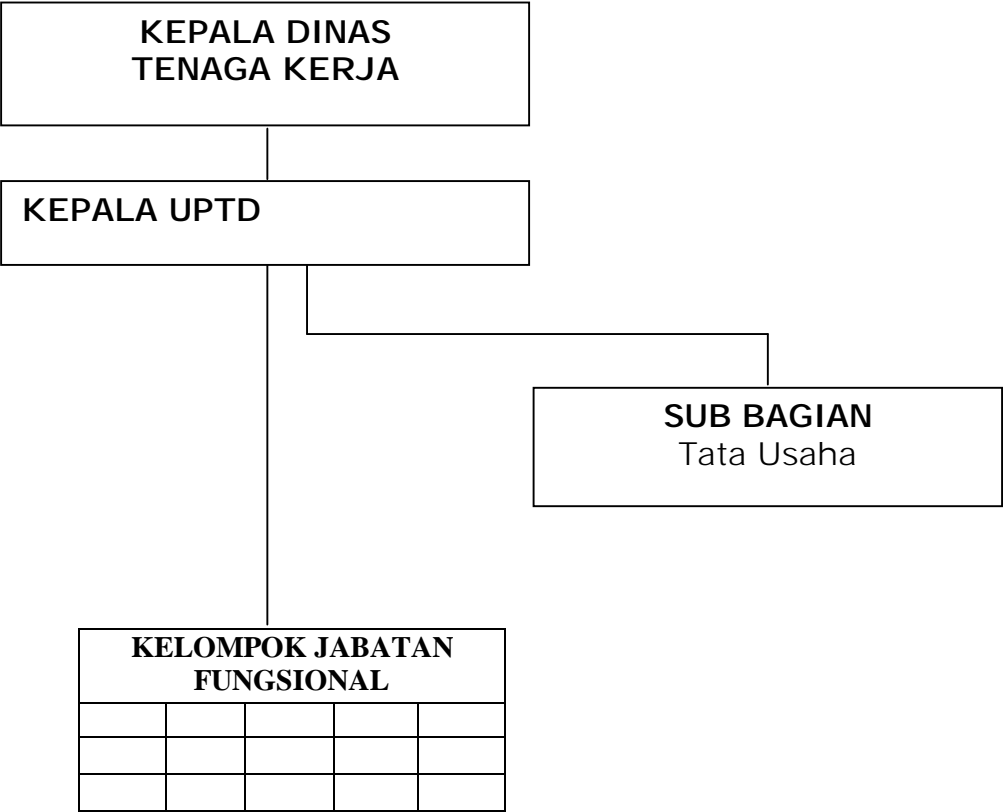 KEPALA DINAS
TENAGA KERJA
KEPALA UPTD
SUB BAGIAN
Tata Usaha
KELOMPOK JABATAN
FUNGSIONAL